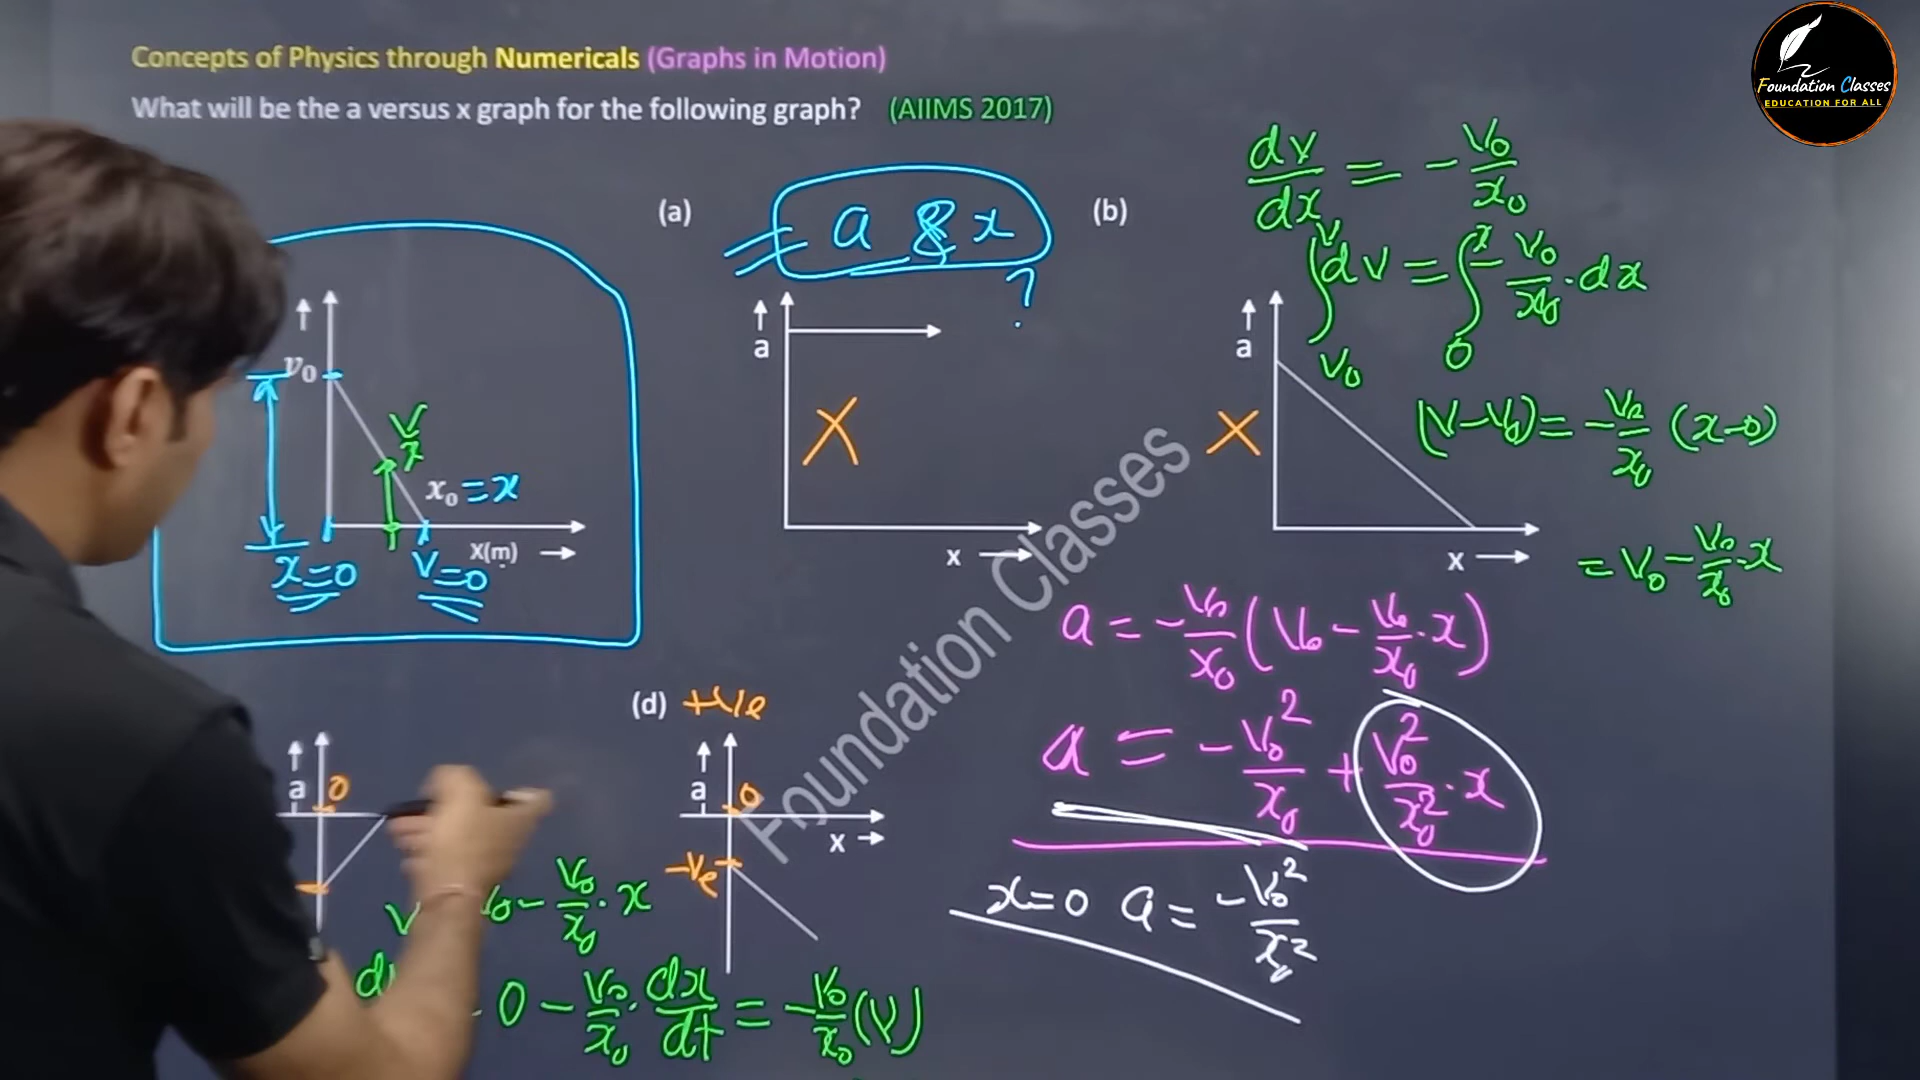 Concepts of Physics through Numericals (Graphs in Motion)
What will be the a versus x graph for the following graph? (AIIMS 2017)
Foundation Classes
EDUCATION FOR ALL
(a)
a & x
?
(b)
dv/dx = - v₀/x₀
∫dv = ∫ v₀/x₀ · dx
v
v₀
x
0
(v-v₀) = - v₀/x₀ (x-0)
= v₀ - v₀/x₀ · x
v₀
v
x
x₀ = x
X(m)
x=0
v=0
a
X
x
a
X
x
a = - v₀/x₀ (v₀ - v₀/x₀ · x)
a = - v₀²/x₀ + v₀²/x₀² · x
x=0 a = - v₀²/x₀²
a
0
(d) +ve
a
0
x
-ve
v
v₀ - v₀/x₀ · x
0 - v₀/x₀ · dx/dt = - v₀/x₀ (v)
Foundation Classes